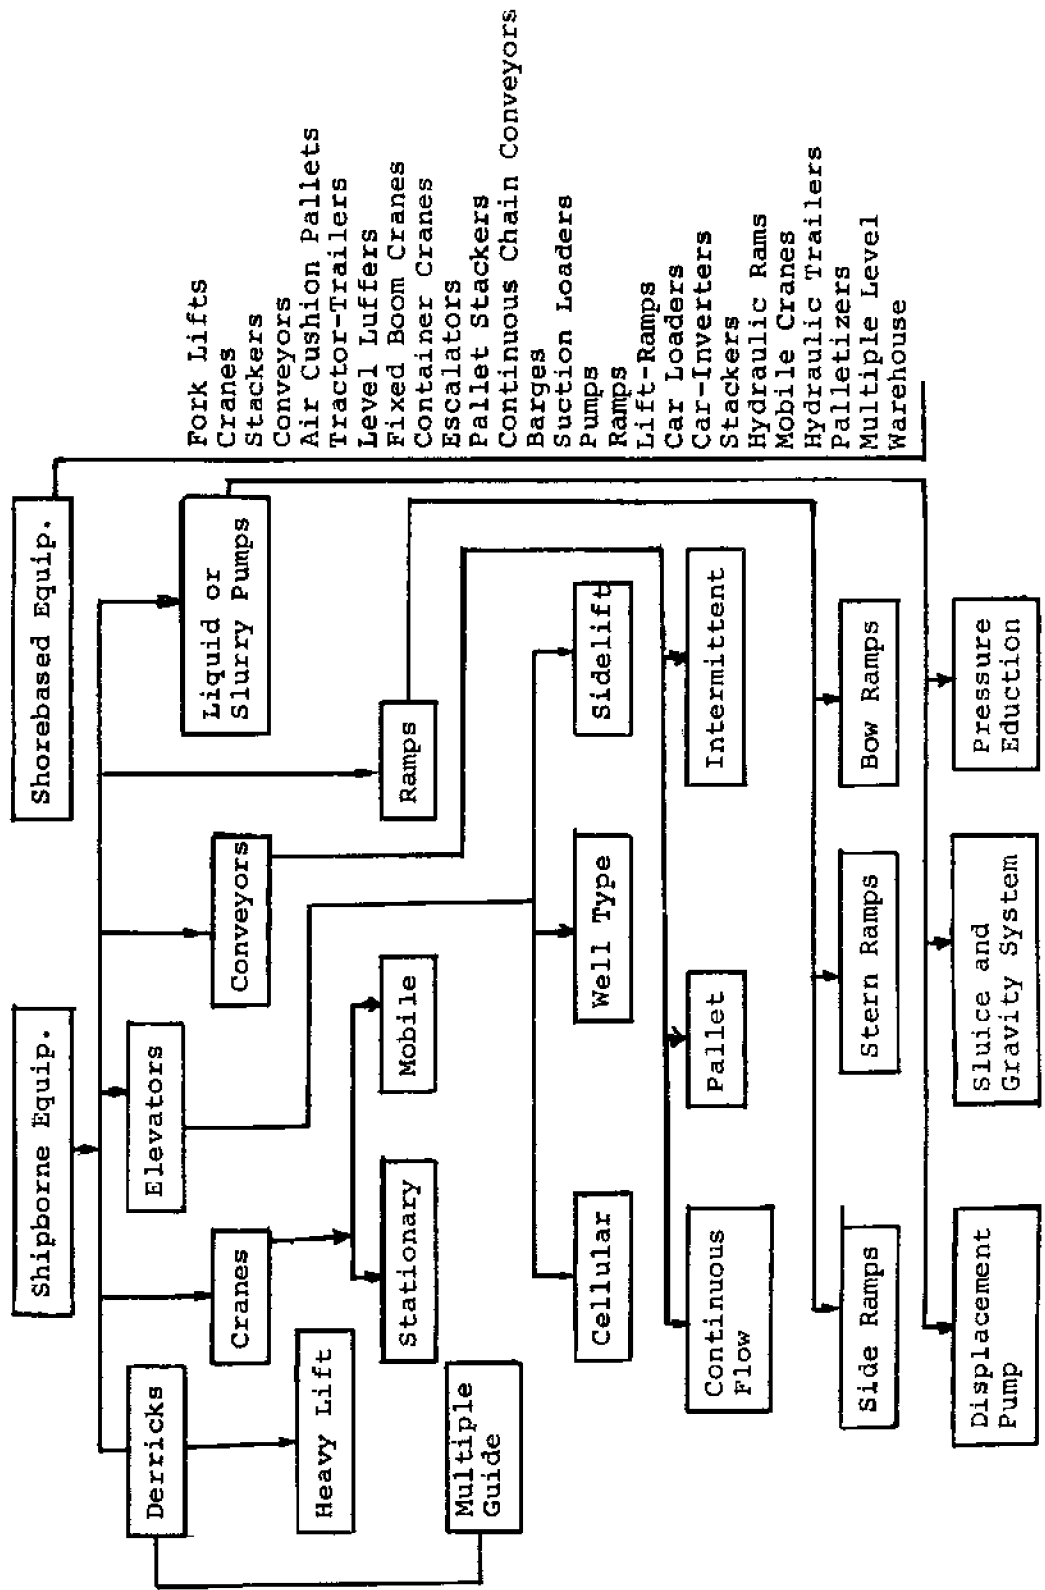 Shipborne Equip.
Shorebased Equip.
Derricks
Elevators
Cranes
Conveyors
Liquid or
Slurry Pumps
Heavy Lift
Stationary
Mobile
Ramps
Multiple
Guide
Cellular
Well Type
Sidelift
Continuous
Flow
Pallet
Intermittent
Side Ramps
Stern Ramps
Bow Ramps
Displacement
Pump
Sluice and
Gravity System
Pressure
Eduction
Fork Lifts
Cranes
Stackers
Conveyors
Air Cushion Pallets
Tractor-Trailers
Level Luffers
Fixed Boom Cranes
Container Cranes
Escalators
Pallet Stackers
Continuous Chain Conveyors
Barges
Suction Loaders
Pumps
Ramps
Lift-Ramps
Car Loaders
Car-Inverters
Stackers
Hydraulic Rams
Mobile Cranes
Hydraulic Trailers
Palletizers
Multiple Level
Warehouse